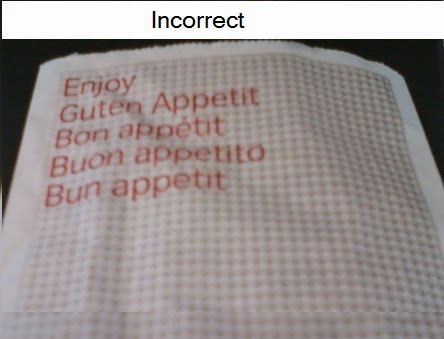 Incorrect
Enjoy
Guten Appetit
Bon appétit
Buon appetito
Bun appetit